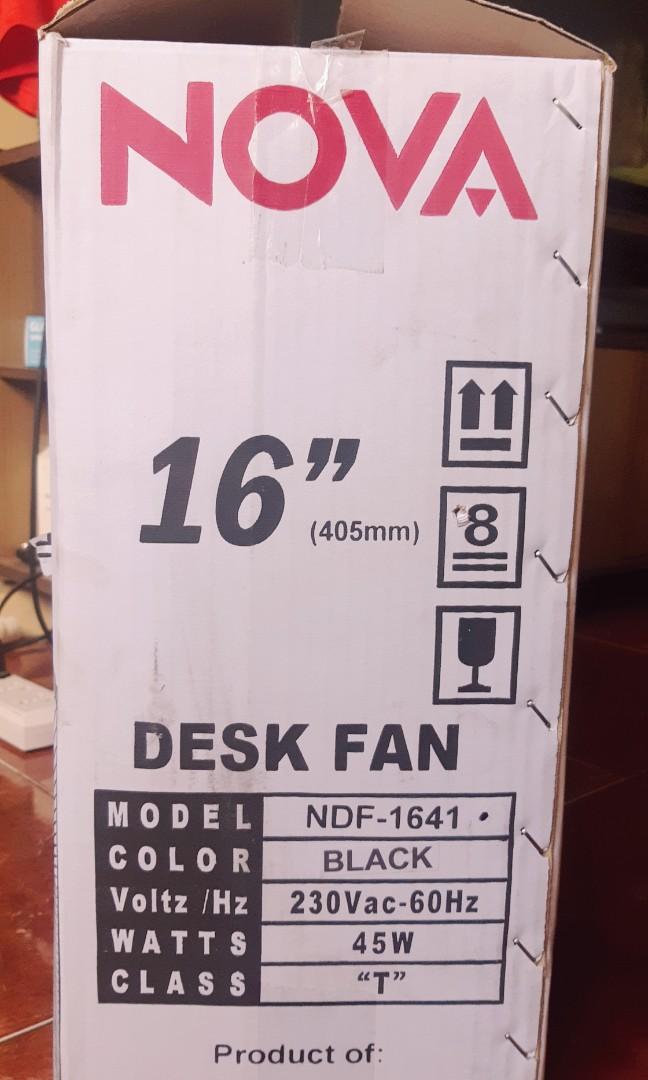 NOVA
16” (405mm)
8
DESK FAN
MODEL NDF-1641
COLOR BLACK
Voltz /Hz 230Vac-60Hz
WATTS 45W
CLASS “T”
Product of: